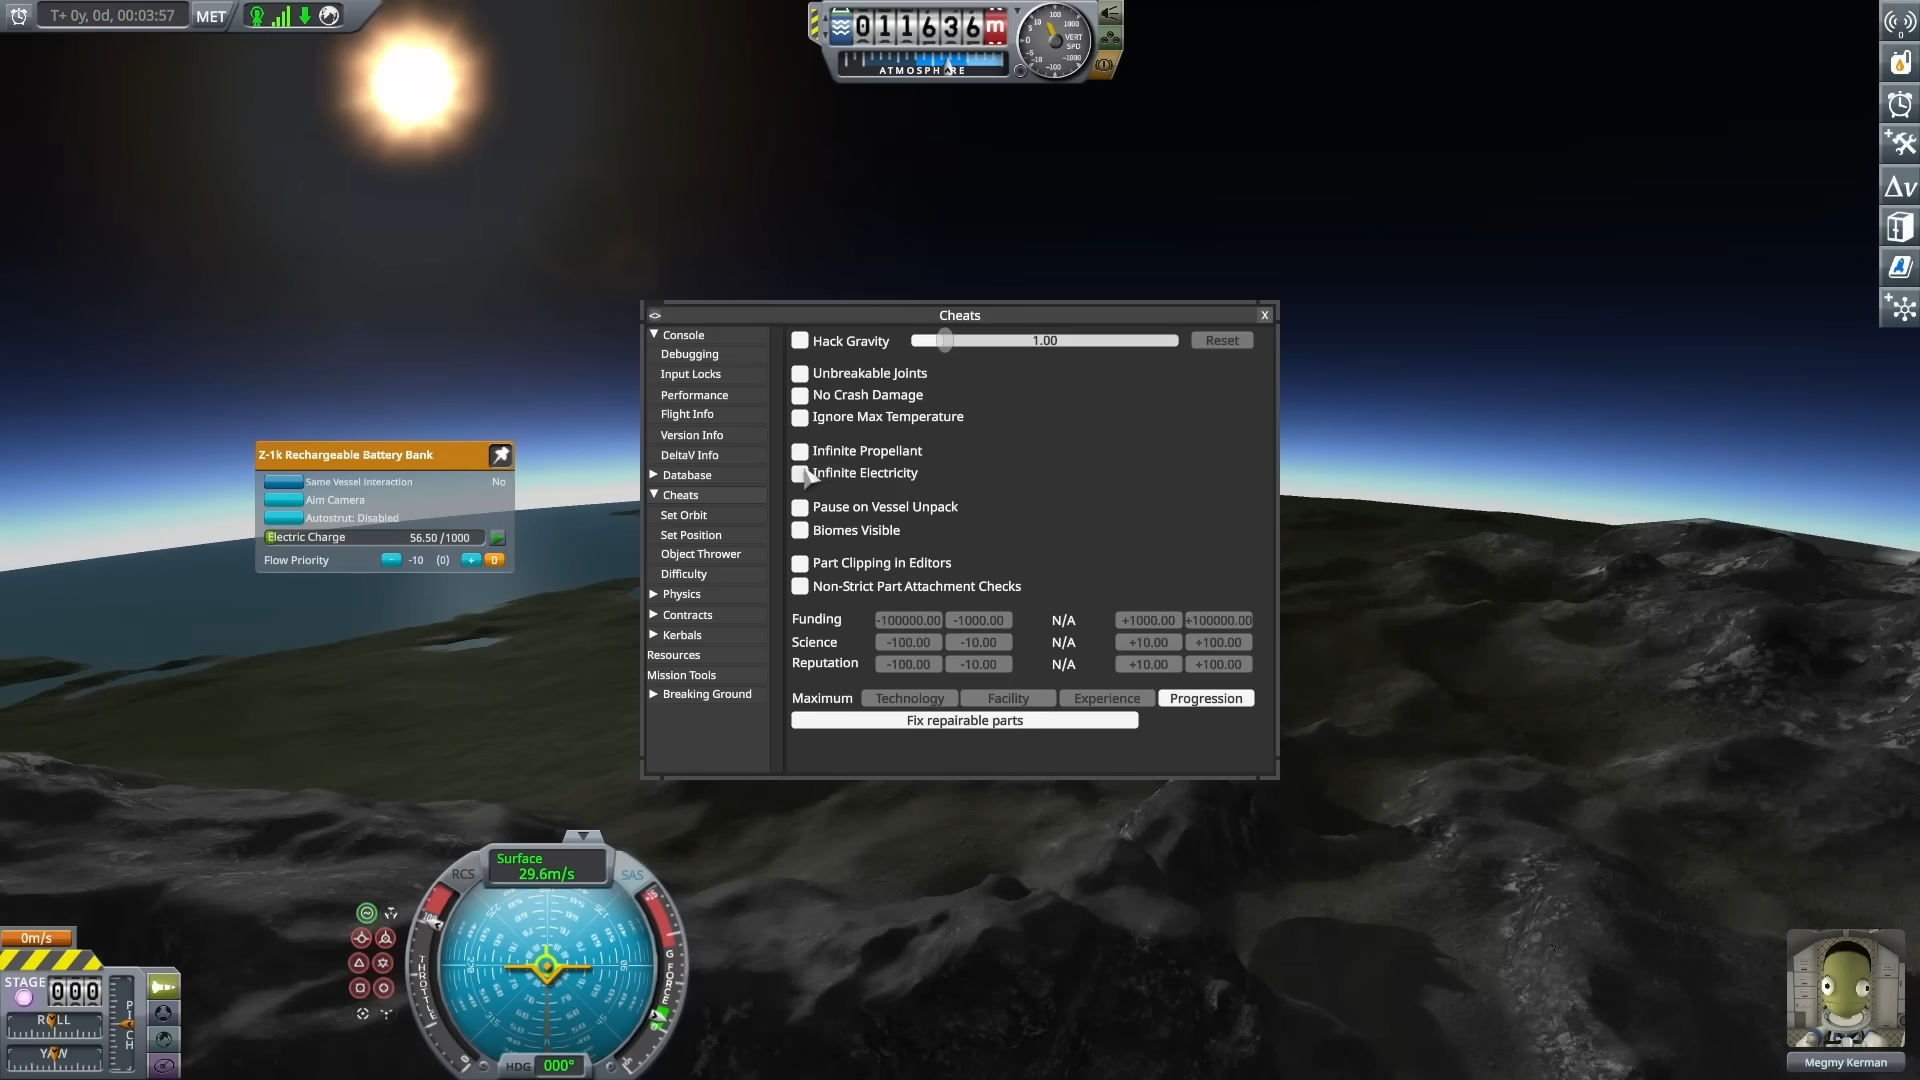 T+ 0y, 0d, 00:03:57
MET
011636 m
ATMOSPHERE
VERT
SPD
0
Δv
Cheats
X
Console
Debugging
Input Locks
Performance
Flight Info
Version Info
DeltaV Info
Database
Cheats
Set Orbit
Set Position
Object Thrower
Difficulty
Physics
Contracts
Kerbals
Resources
Mission Tools
Breaking Ground
Hack Gravity 1.00 Reset
Unbreakable Joints
No Crash Damage
Ignore Max Temperature
Infinite Propellant
Infinite Electricity
Pause on Vessel Unpack
Biomes Visible
Part Clipping in Editors
Non-Strict Part Attachment Checks
Funding -100000.00 -1000.00 N/A +1000.00 +100000.00
Science -100.00 -10.00 N/A +10.00 +100.00
Reputation -100.00 -10.00 N/A +10.00 +100.00
Maximum Technology Facility Experience Progression
Fix repairable parts
Z-1k Rechargeable Battery Bank
Same Vessel Interaction No
Aim Camera
Autostrut: Disabled
Electric Charge 56.50 / 1000
Flow Priority - -10 (0) + 0
Surface
29.6m/s
RCS
SAS
THROTTLE
G FORCE
HDG 000°
0m/s
STAGE 000
ROLL
YAW
PITCH
Megmy Kerman